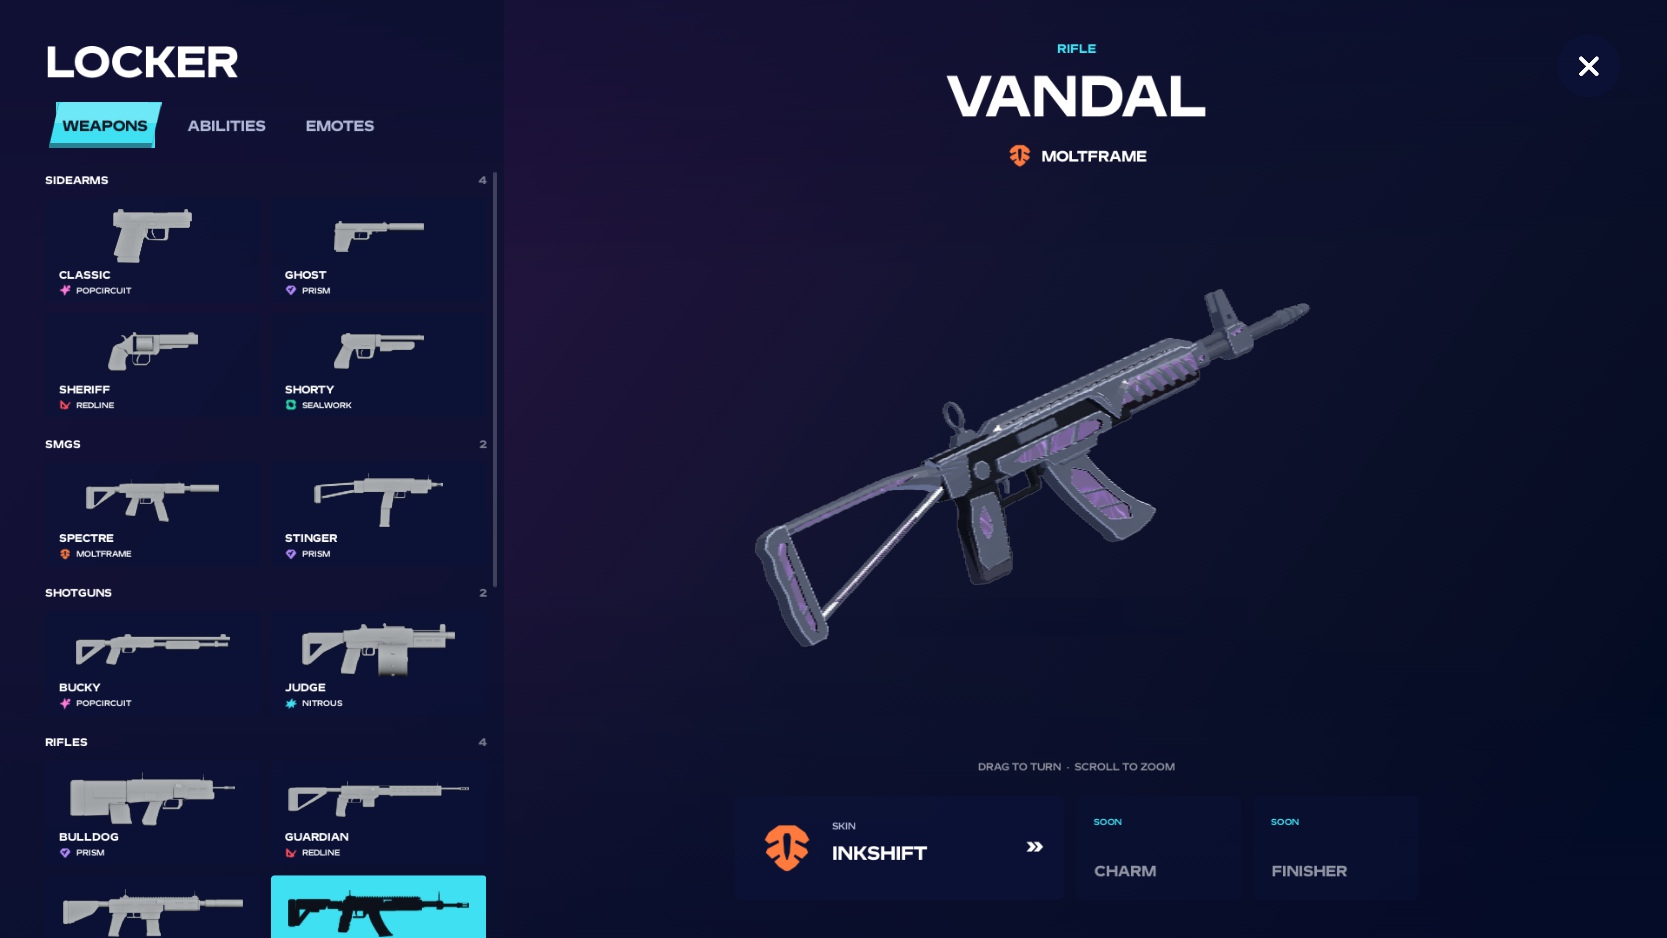 LOCKER
WEAPONS
ABILITIES
EMOTES
SIDEARMS
4
CLASSIC
POPCIRCUIT
GHOST
PRISM
SHERIFF
REDLINE
SHORTY
SEALWORK
SMGS
2
SPECTRE
MOLTFRAME
STINGER
PRISM
SHOTGUNS
2
BUCKY
POPCIRCUIT
JUDGE
NITROUS
RIFLES
4
BULLDOG
PRISM
GUARDIAN
REDLINE
RIFLE
VANDAL
MOLTFRAME
DRAG TO TURN · SCROLL TO ZOOM
SKIN
INKSHIFT
SOON
CHARM
SOON
FINISHER